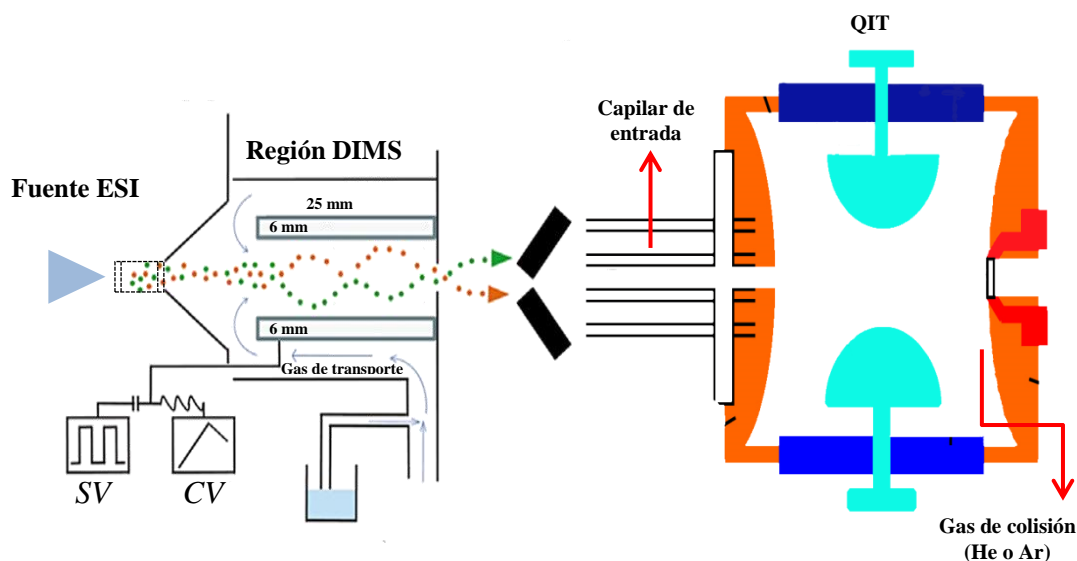 QIT
Capilar de
entrada
Región DIMS
Fuente ESI
25 mm
6 mm
6 mm
Gas de transporte
SV
CV
Gas de colisión
(He o Ar)